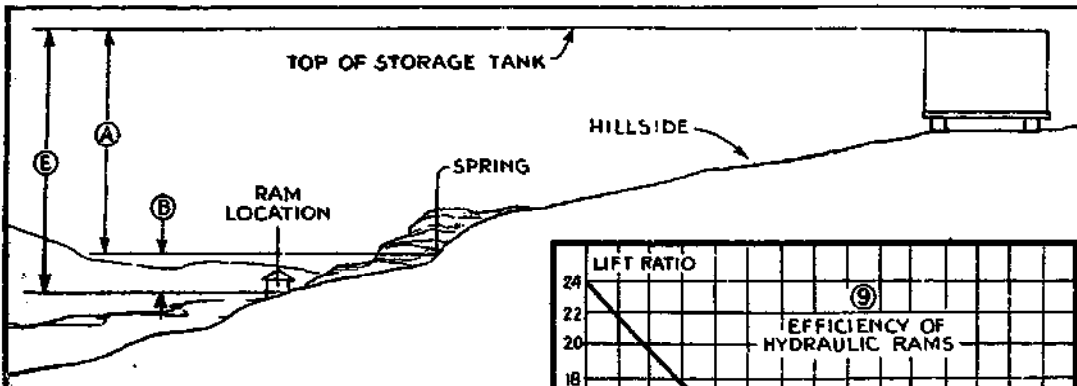 TOP OF STORAGE TANK
HILLSIDE
A
E
SPRING
B
RAM
LOCATION
LIFT RATIO
24
9
22
EFFICIENCY OF
HYDRAULIC RAMS
20
18